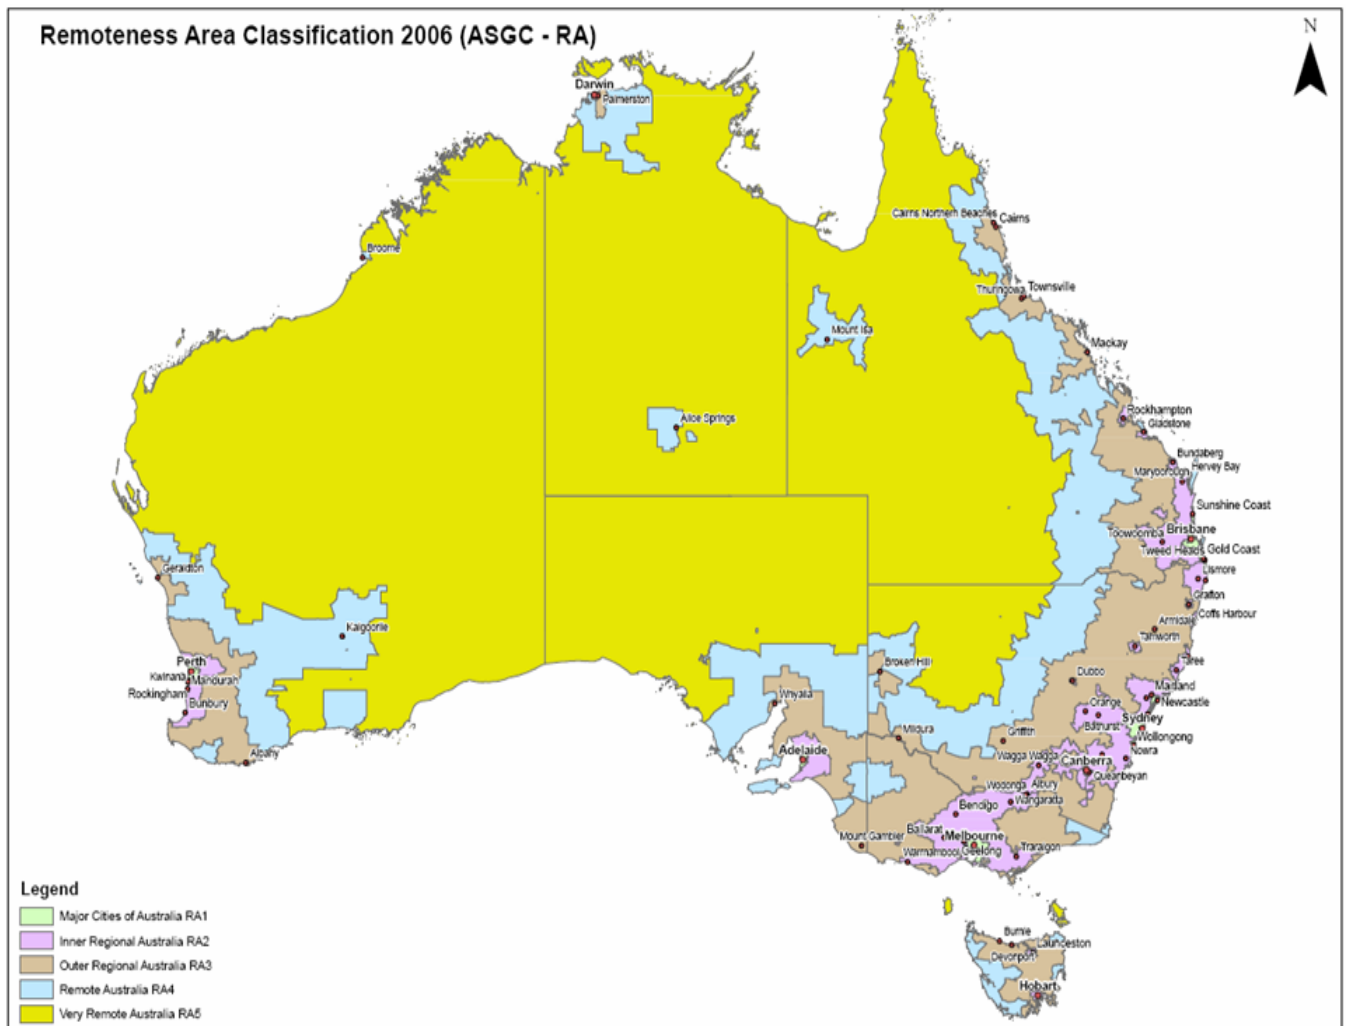 Remoteness Area Classification 2006 (ASGC - RA)
N
Darwin
Palmerston
Cairns Northern Beaches
Cairns
Broome
Thuringowa
Townsville
Mount Isa
Mackay
Alice Springs
Rockhampton
Gladstone
Bundaberg
Maryborough
Hervey Bay
Sunshine Coast
Toowoomba
Brisbane
Tweed Heads
Gold Coast
Geraldton
Lismore
Grafton
Coffs Harbour
Kalgoorlie
Armidale
Tamworth
Perth
Broken Hill
Taree
Kwinana
Mandurah
Dubbo
Rockingham
Whyalla
Maitland
Bunbury
Orange
Newcastle
Bathurst
Sydney
Mildura
Griffith
Wollongong
Albany
Adelaide
Wagga Wagga
Nowra
Canberra
Queanbeyan
Wodonga
Albury
Bendigo
Wangaratta
Mount Gambier
Ballarat
Melbourne
Warrnambool
Geelong
Traralgon
Legend
Major Cities of Australia RA1
Burnie
Inner Regional Australia RA2
Launceston
Devonport
Outer Regional Australia RA3
Remote Australia RA4
Hobart
Very Remote Australia RA5